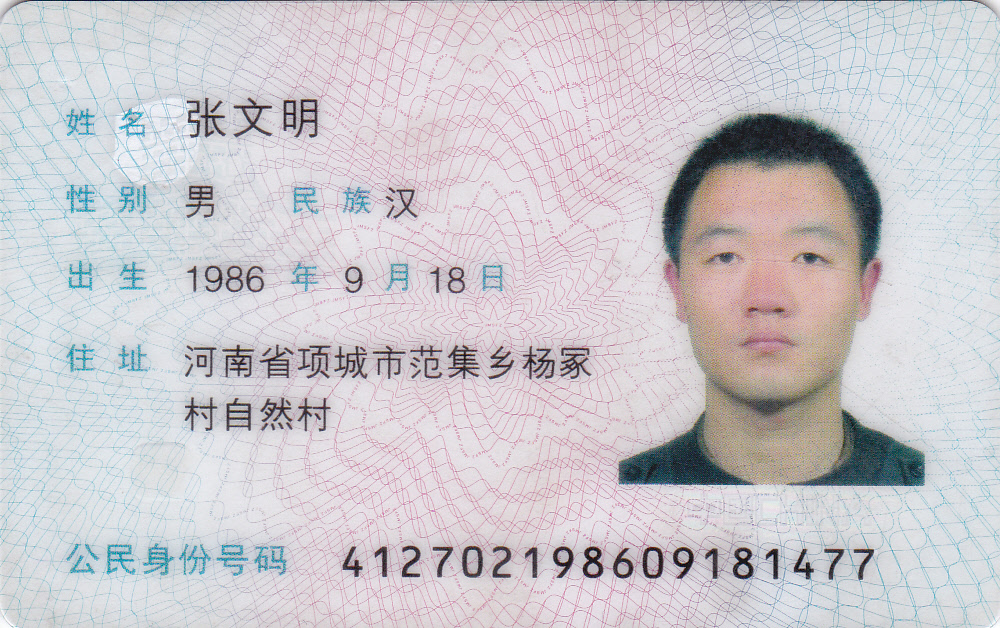 姓名 张文明
性别 男 民族 汉
出生 1986 年 9 月 18 日
住址 河南省项城市范集乡杨冢
村自然村
公民身份号码 412702198609181477